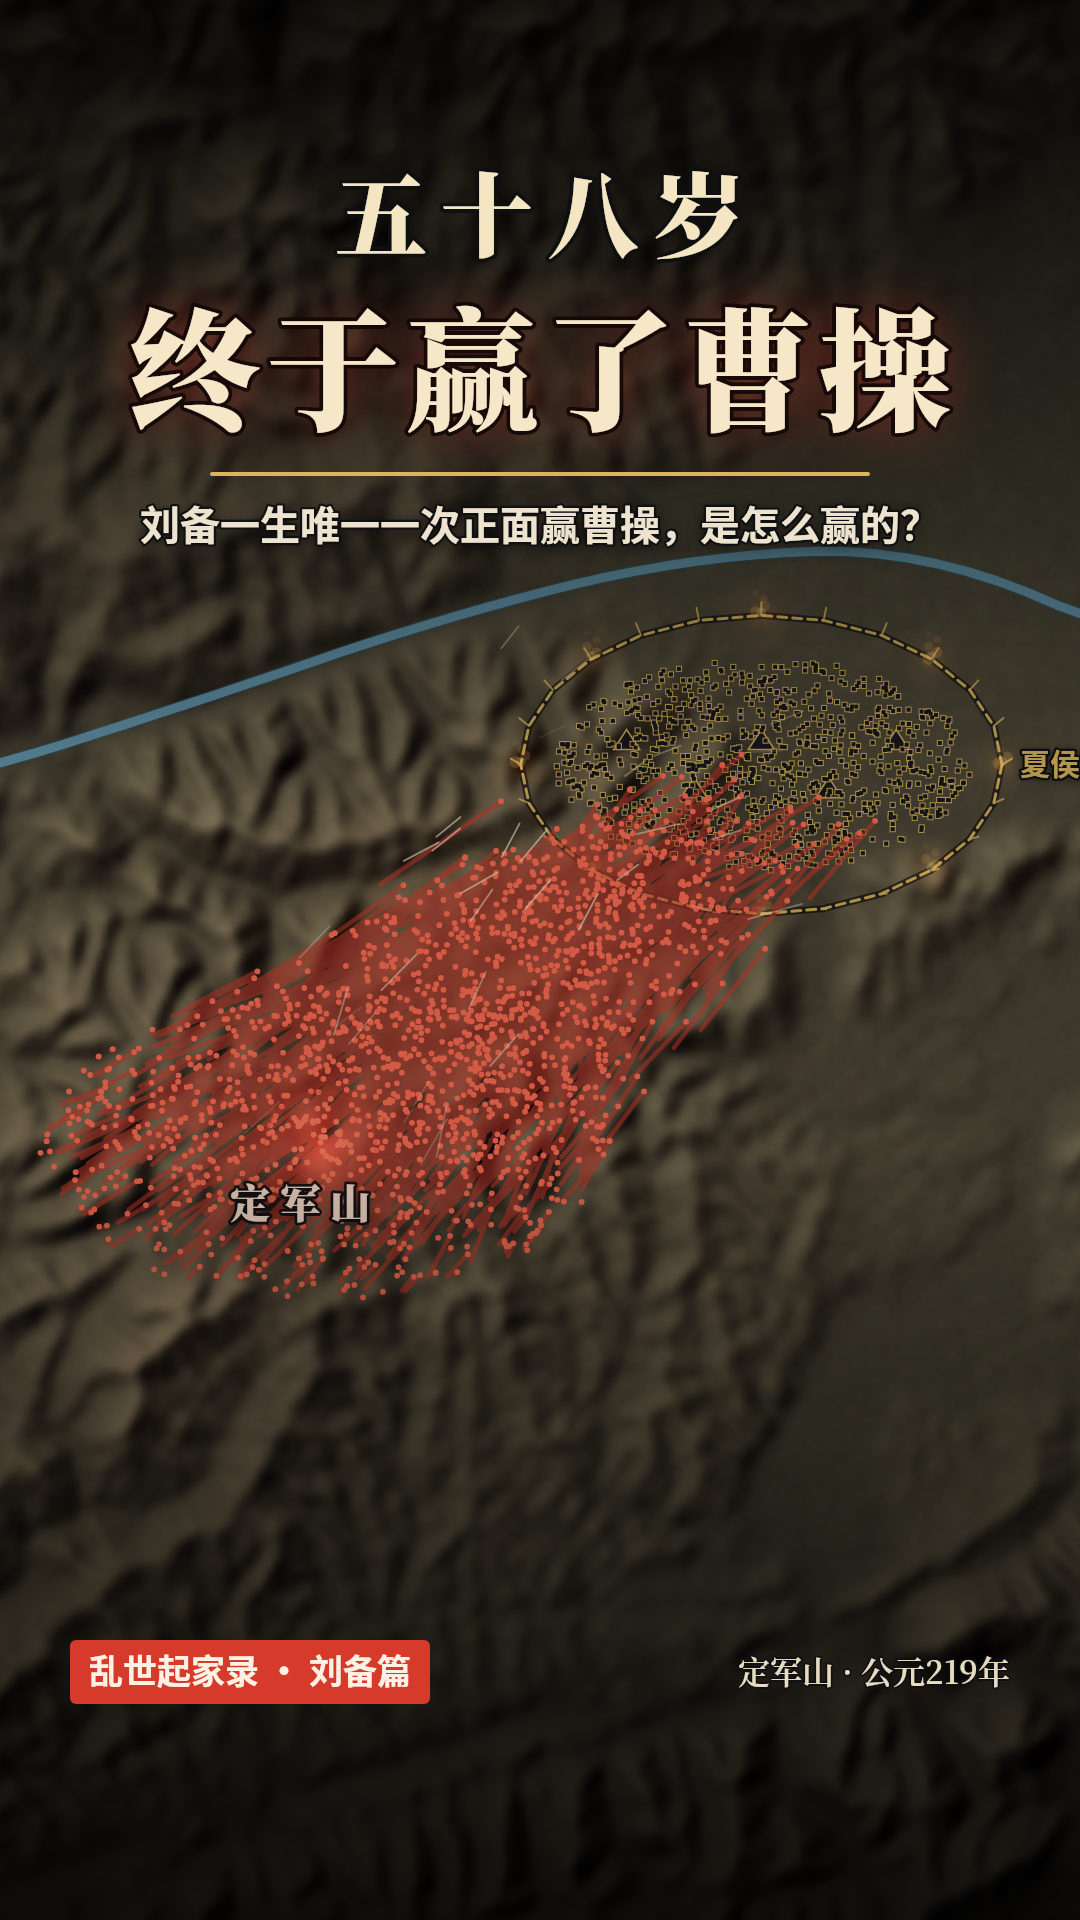 五十八岁
终于赢了曹操
刘备一生唯一一次正面赢曹操，是怎么赢的？
夏侯
定军山
乱世起家录 · 刘备篇
定军山 · 公元219年